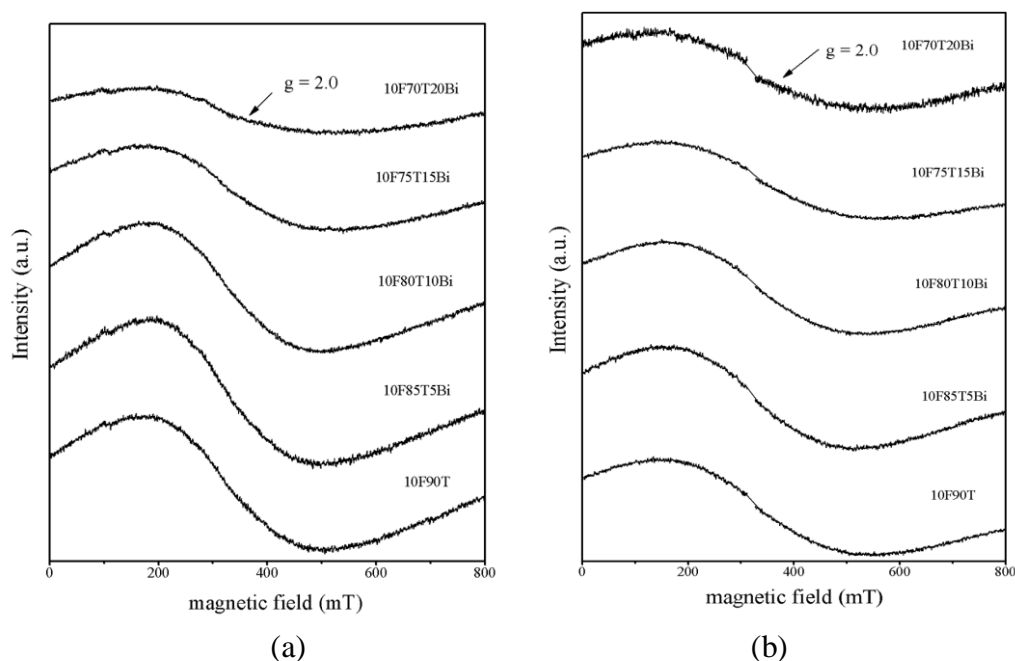 g = 2.0
10F70T20Bi
10F75T15Bi
10F80T10Bi
10F85T5Bi
10F90T
Intensity (a.u.)
0 200 400 600 800
magnetic field (mT)
(a)
10F70T20Bi
g = 2.0
10F75T15Bi
10F80T10Bi
10F85T5Bi
10F90T
Intensity (a.u.)
0 200 400 600 800
magnetic field (mT)
(b)